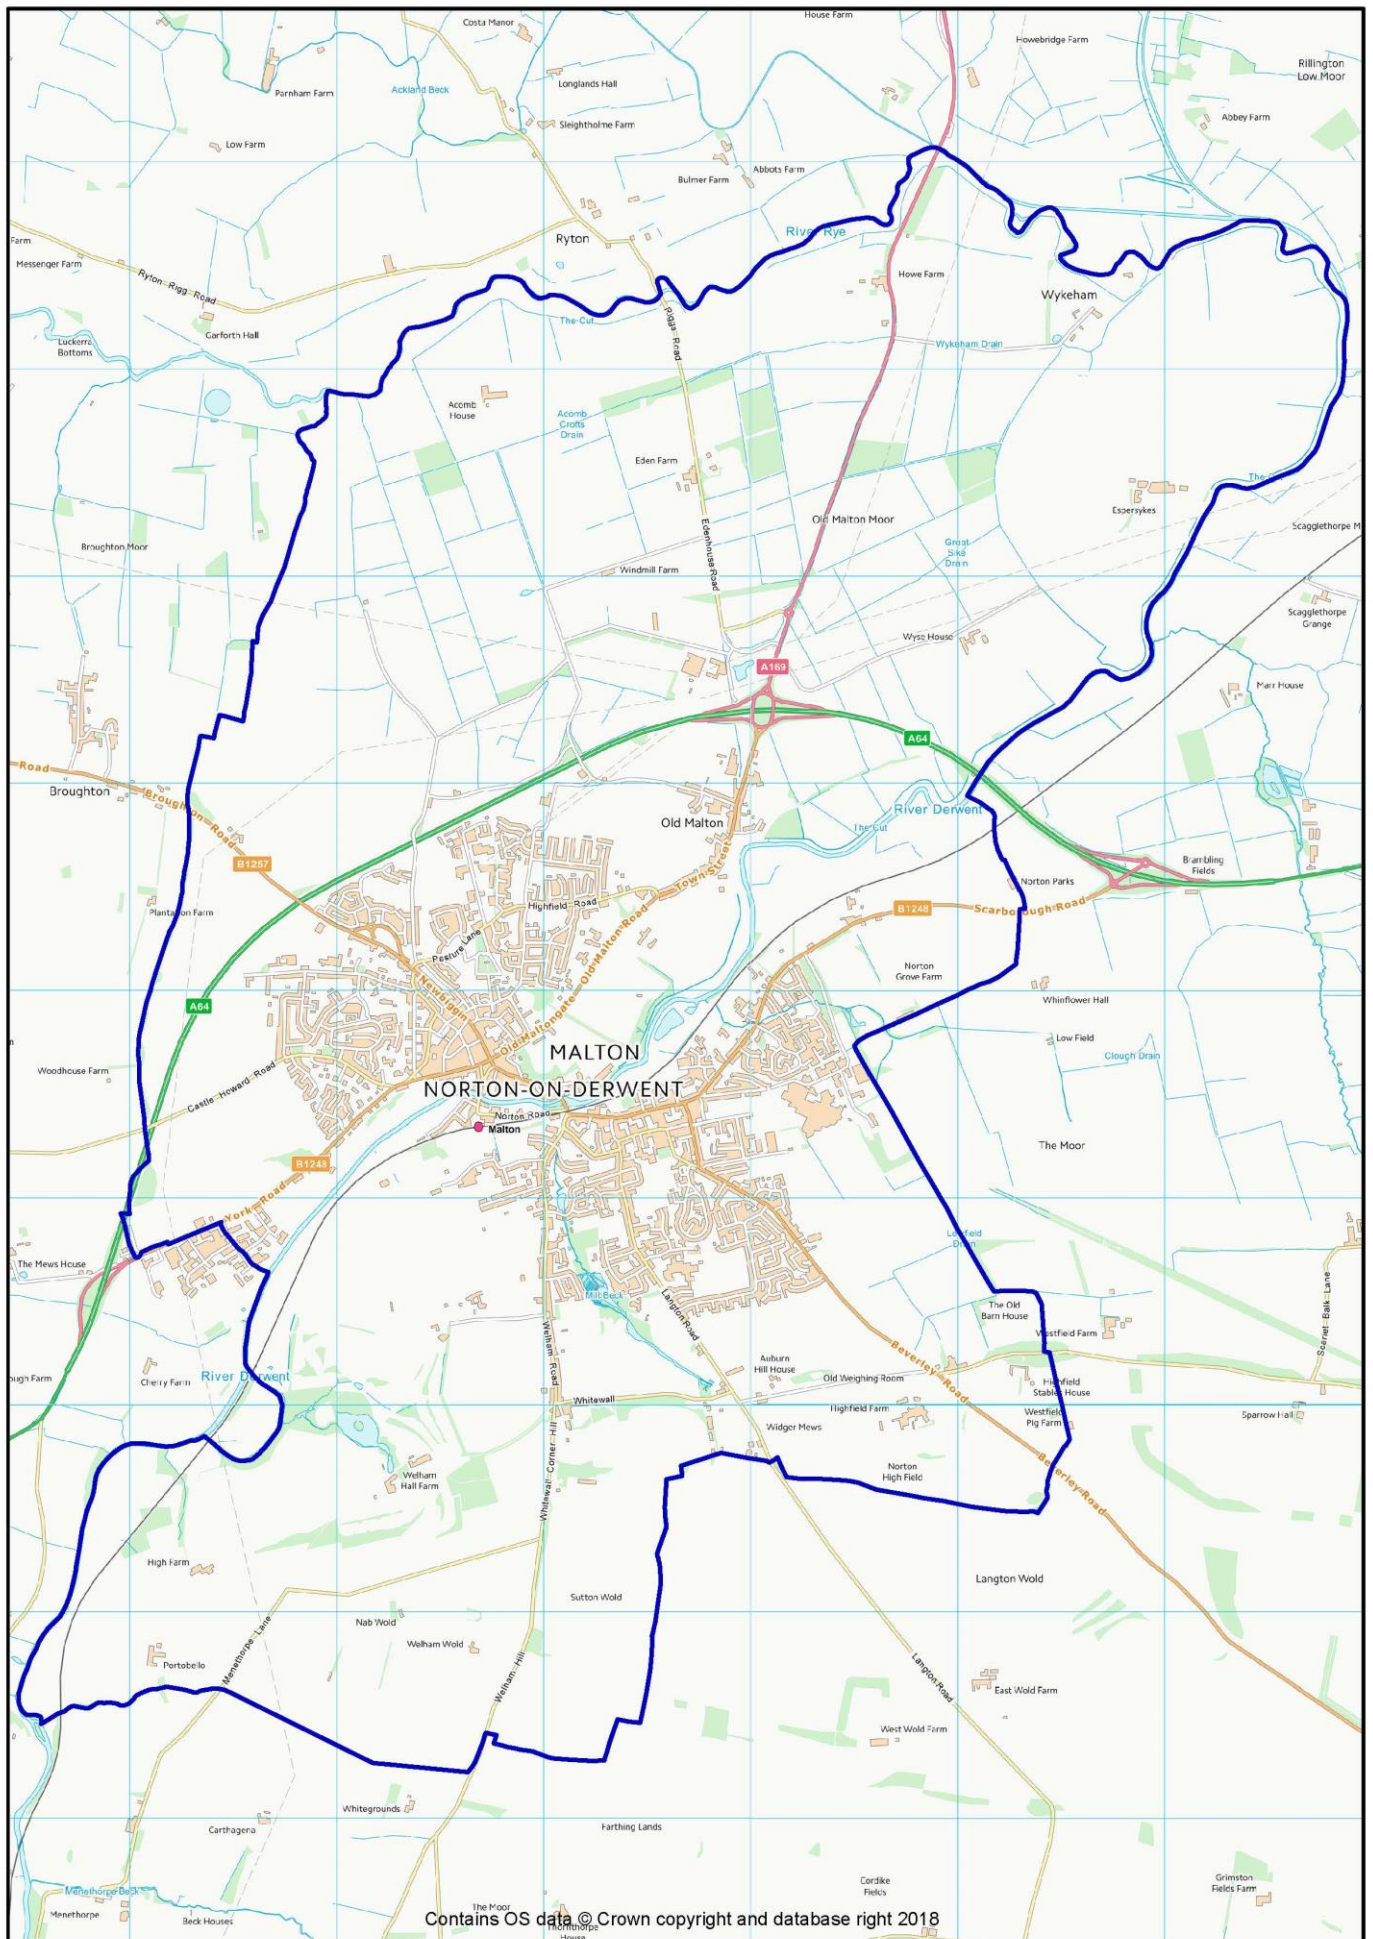 Costa Manor
House Farm
Howebridge Farm
Rillington
Low Moor
Parnham Farm
Ackland Beck
Longlands Hall
Sleightholme Farm
Abbey Farm
Low Farm
Bulmer Farm
Abbots Farm
Farm
Messenger Farm
Ryton
River Rye
Ryton Rigg Road
Howe Farm
Wykeham
Garforth Hall
The Cut
Riggs Road
Wykeham Drain
Bottoms
Acomb
House
Acomb
Crofts
Drain
Eden Farm
Espersykes
Old Malton Moor
Broughton Moor
Edenhouse Road
Great
Sike
Drain
Scagglethorpe M
Windmill Farm
Scagglethorpe
Grange
Wyse House
A169
Marr House
A64
Road
Broughton
Broughton Road
Old Malton
The Cut
River Derwent
B1257
Town Street
Brambling
Fields
Norton Parks
Highfield Road
B1248
Scarborough Road
Plantation Farm
Old Malton Road
Pasture Lane
Norton
Grove Farm
Newbiggin
Whinflower Hall
A64
Old Maltongate
Low Field
MALTON
Clough Drain
Woodhouse Farm
Castle Howard Road
NORTON-ON-DERWENT
Norton Road
Malton
The Moor
B1248
York Road
The Mews House
Mill Beck
Langton Road
The Old
Barn House
Westfield Farm
Welham Road
Beverley Road
Auburn
Hill House
Cherry Farm
River Derwent
Old Weighing Room
Highfield
Stables House
Whitewall
Highfield Farm
Westfield
Pig Farm
Sparrow Hall
Widger Mews
Whitewall Corner Hill
Welham
Hall Farm
Norton
High Field
Beverley Road
High Farm
Sutton Wold
Langton Wold
Nab Wold
Welham Wold
Menethorpe Lane
Portobello
Welham Hill
Langton Road
East Wold Farm
West Wold Farm
Whitegrounds
Carthagena
Farthing Lands
Cordike
Fields
Grimston
Fields Farm
Menethorpe Beck
Menethorpe
Beck Houses
The Moor
Contains OS data © Crown copyright and database right 2018